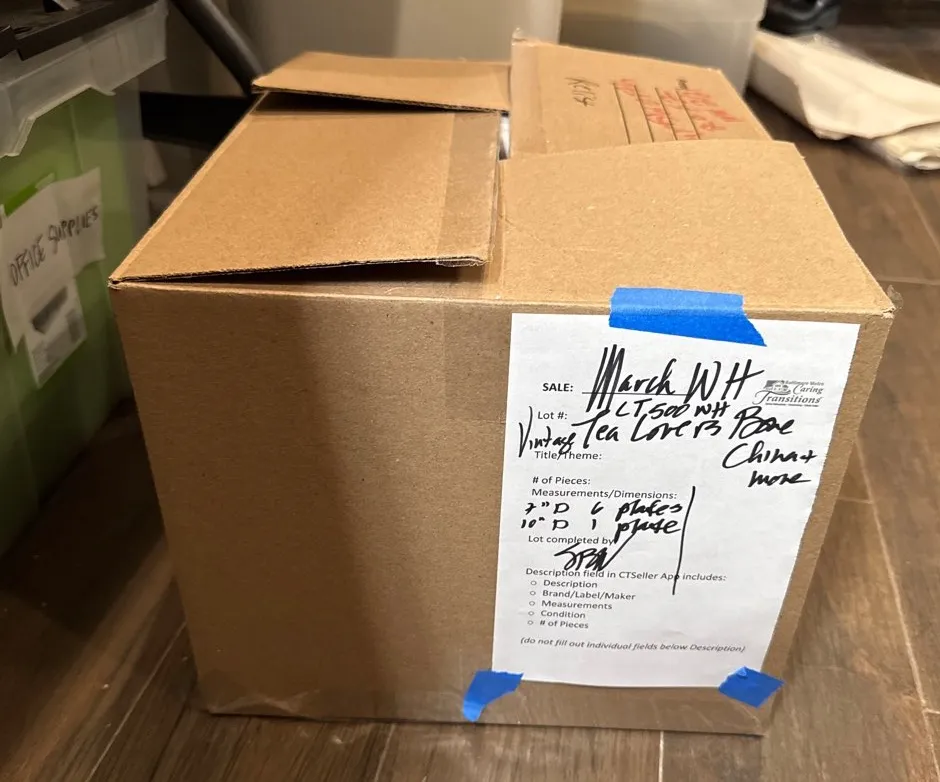 OFFICE SUPPLIES
SALE: March WH
Caring
Transitions
Lot #: CT500 WH
Vintage Tea Lovers Bone
China +
more
Title/Theme:
# of Pieces:
Measurements/Dimensions:
7" D 6 plates
10" D 1 plate
Lot completed by
Description field in CTSeller App includes:
○ Description
○ Brand/Label/Maker
○ Measurements
○ Condition
○ # of Pieces
(do not fill out individual fields below Description)